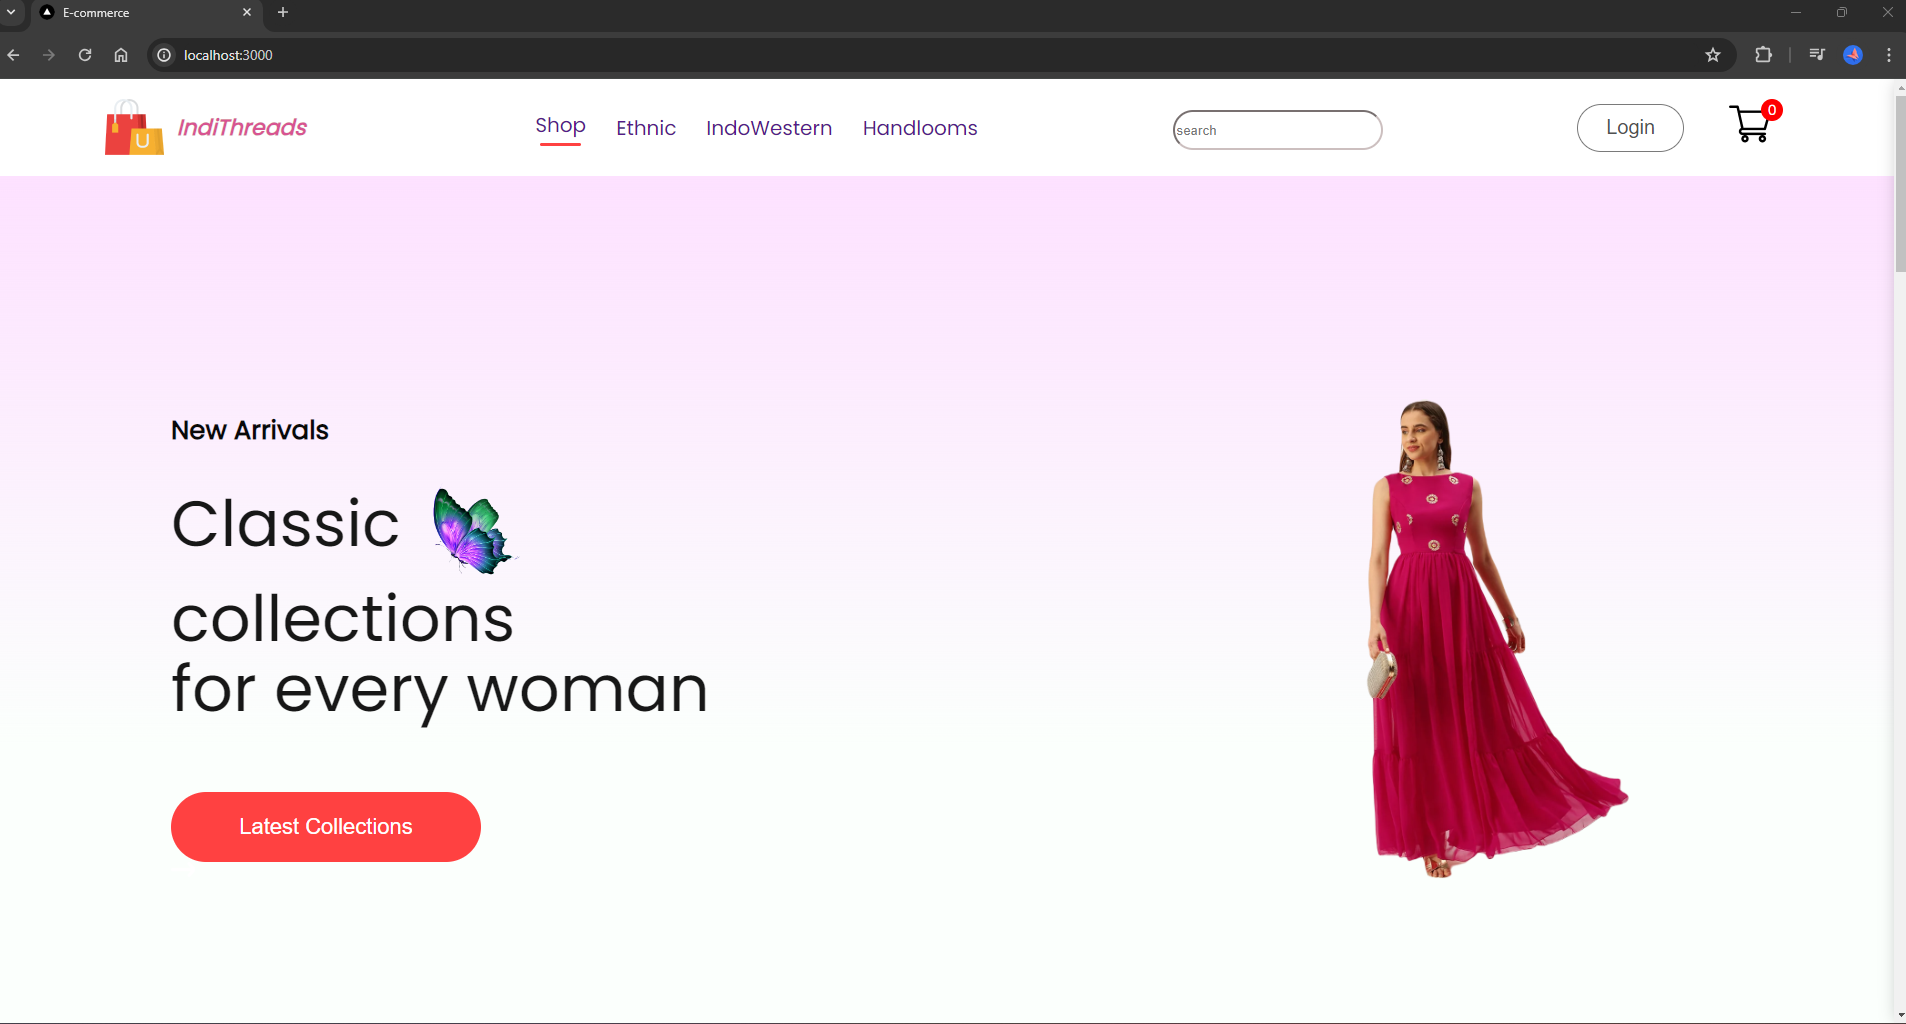 E-commerce
localhost:3000
U
IndiThreads
Shop
Ethnic
IndoWestern
Handlooms
search
Login
0
New Arrivals
Classic
collections
for every woman
Latest Collections